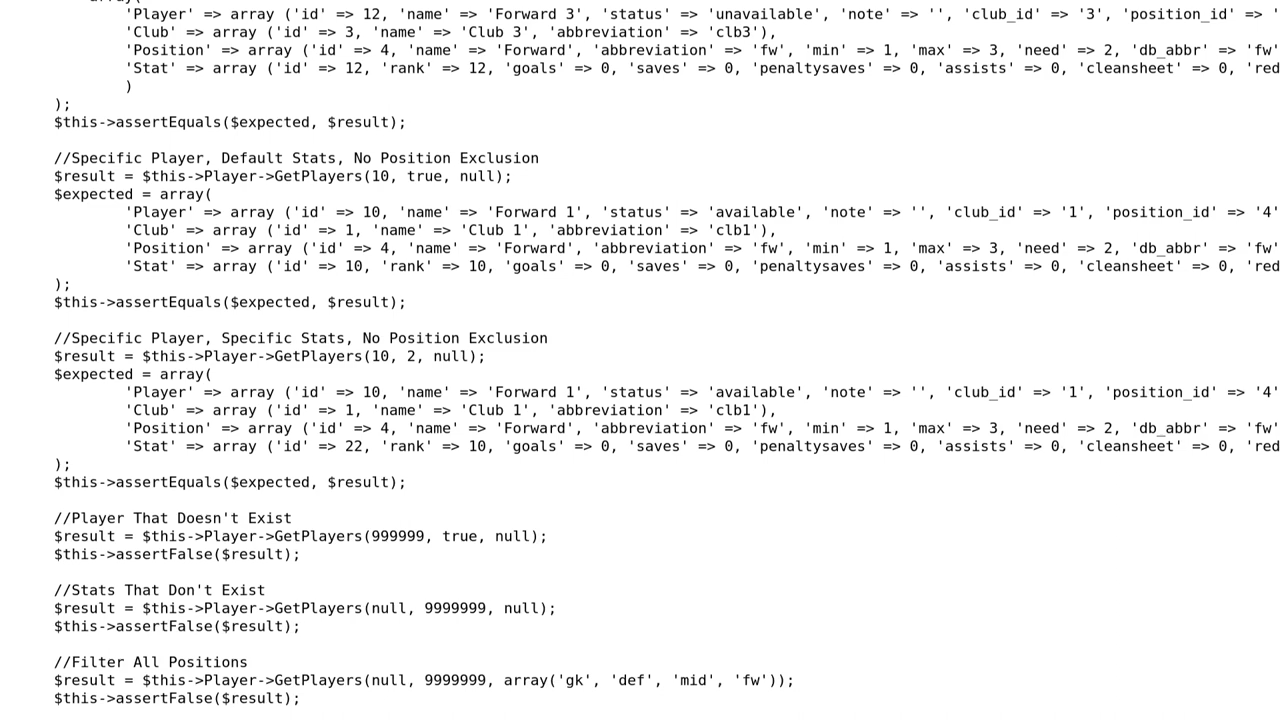 array(
'Player' => array ('id' => 12, 'name' => 'Forward 3', 'status' => 'unavailable', 'note' => '', 'club_id' => '3', 'position_id' => '
'Club' => array ('id' => 3, 'name' => 'Club 3', 'abbreviation' => 'clb3'),
'Position' => array ('id' => 4, 'name' => 'Forward', 'abbreviation' => 'fw', 'min' => 1, 'max' => 3, 'need' => 2, 'db_abbr' => 'fw'
'Stat' => array ('id' => 12, 'rank' => 12, 'goals' => 0, 'saves' => 0, 'penaltysaves' => 0, 'assists' => 0, 'cleansheet' => 0, 'red
)
);
$this->assertEquals($expected, $result);
//Specific Player, Default Stats, No Position Exclusion
$result = $this->Player->GetPlayers(10, true, null);
$expected = array(
'Player' => array ('id' => 10, 'name' => 'Forward 1', 'status' => 'available', 'note' => '', 'club_id' => '1', 'position_id' => '4'
'Club' => array ('id' => 1, 'name' => 'Club 1', 'abbreviation' => 'clb1'),
'Position' => array ('id' => 4, 'name' => 'Forward', 'abbreviation' => 'fw', 'min' => 1, 'max' => 3, 'need' => 2, 'db_abbr' => 'fw'
'Stat' => array ('id' => 10, 'rank' => 10, 'goals' => 0, 'saves' => 0, 'penaltysaves' => 0, 'assists' => 0, 'cleansheet' => 0, 'red
);
$this->assertEquals($expected, $result);
//Specific Player, Specific Stats, No Position Exclusion
$result = $this->Player->GetPlayers(10, 2, null);
$expected = array(
'Player' => array ('id' => 10, 'name' => 'Forward 1', 'status' => 'available', 'note' => '', 'club_id' => '1', 'position_id' => '4'
'Club' => array ('id' => 1, 'name' => 'Club 1', 'abbreviation' => 'clb1'),
'Position' => array ('id' => 4, 'name' => 'Forward', 'abbreviation' => 'fw', 'min' => 1, 'max' => 3, 'need' => 2, 'db_abbr' => 'fw'
'Stat' => array ('id' => 22, 'rank' => 10, 'goals' => 0, 'saves' => 0, 'penaltysaves' => 0, 'assists' => 0, 'cleansheet' => 0, 'red
);
$this->assertEquals($expected, $result);
//Player That Doesn't Exist
$result = $this->Player->GetPlayers(999999, true, null);
$this->assertFalse($result);
//Stats That Don't Exist
$result = $this->Player->GetPlayers(null, 9999999, null);
$this->assertFalse($result);
//Filter All Positions
$result = $this->Player->GetPlayers(null, 9999999, array('gk', 'def', 'mid', 'fw'));
$this->assertFalse($result);